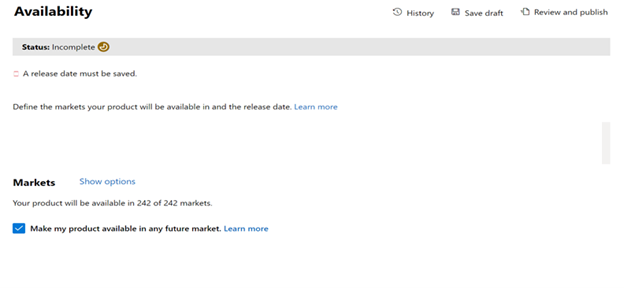 Availability
History
Save draft
Review and publish
Status: Incomplete
A release date must be saved.
Define the markets your product will be available in and the release date. Learn more
Markets
Show options
Your product will be available in 242 of 242 markets.
Make my product available in any future market. Learn more